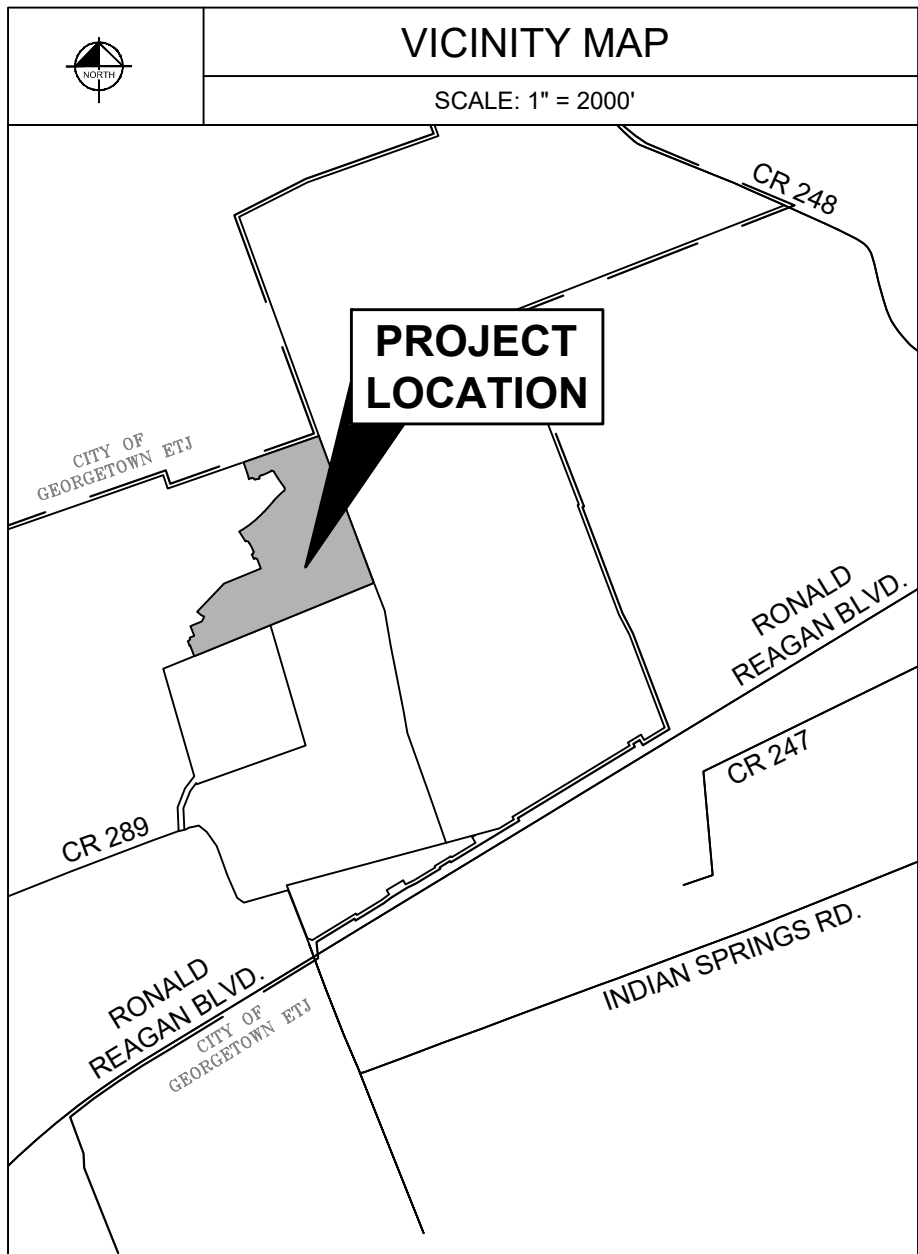 VICINITY MAP
NORTH
SCALE: 1" = 2000'
CR 248
PROJECT
LOCATION
CITY OF
GEORGETOWN ETJ
RONALD
REAGAN BLVD.
CR 247
CR 289
INDIAN SPRINGS RD.
RONALD
REAGAN BLVD.
CITY OF
GEORGETOWN ETJ